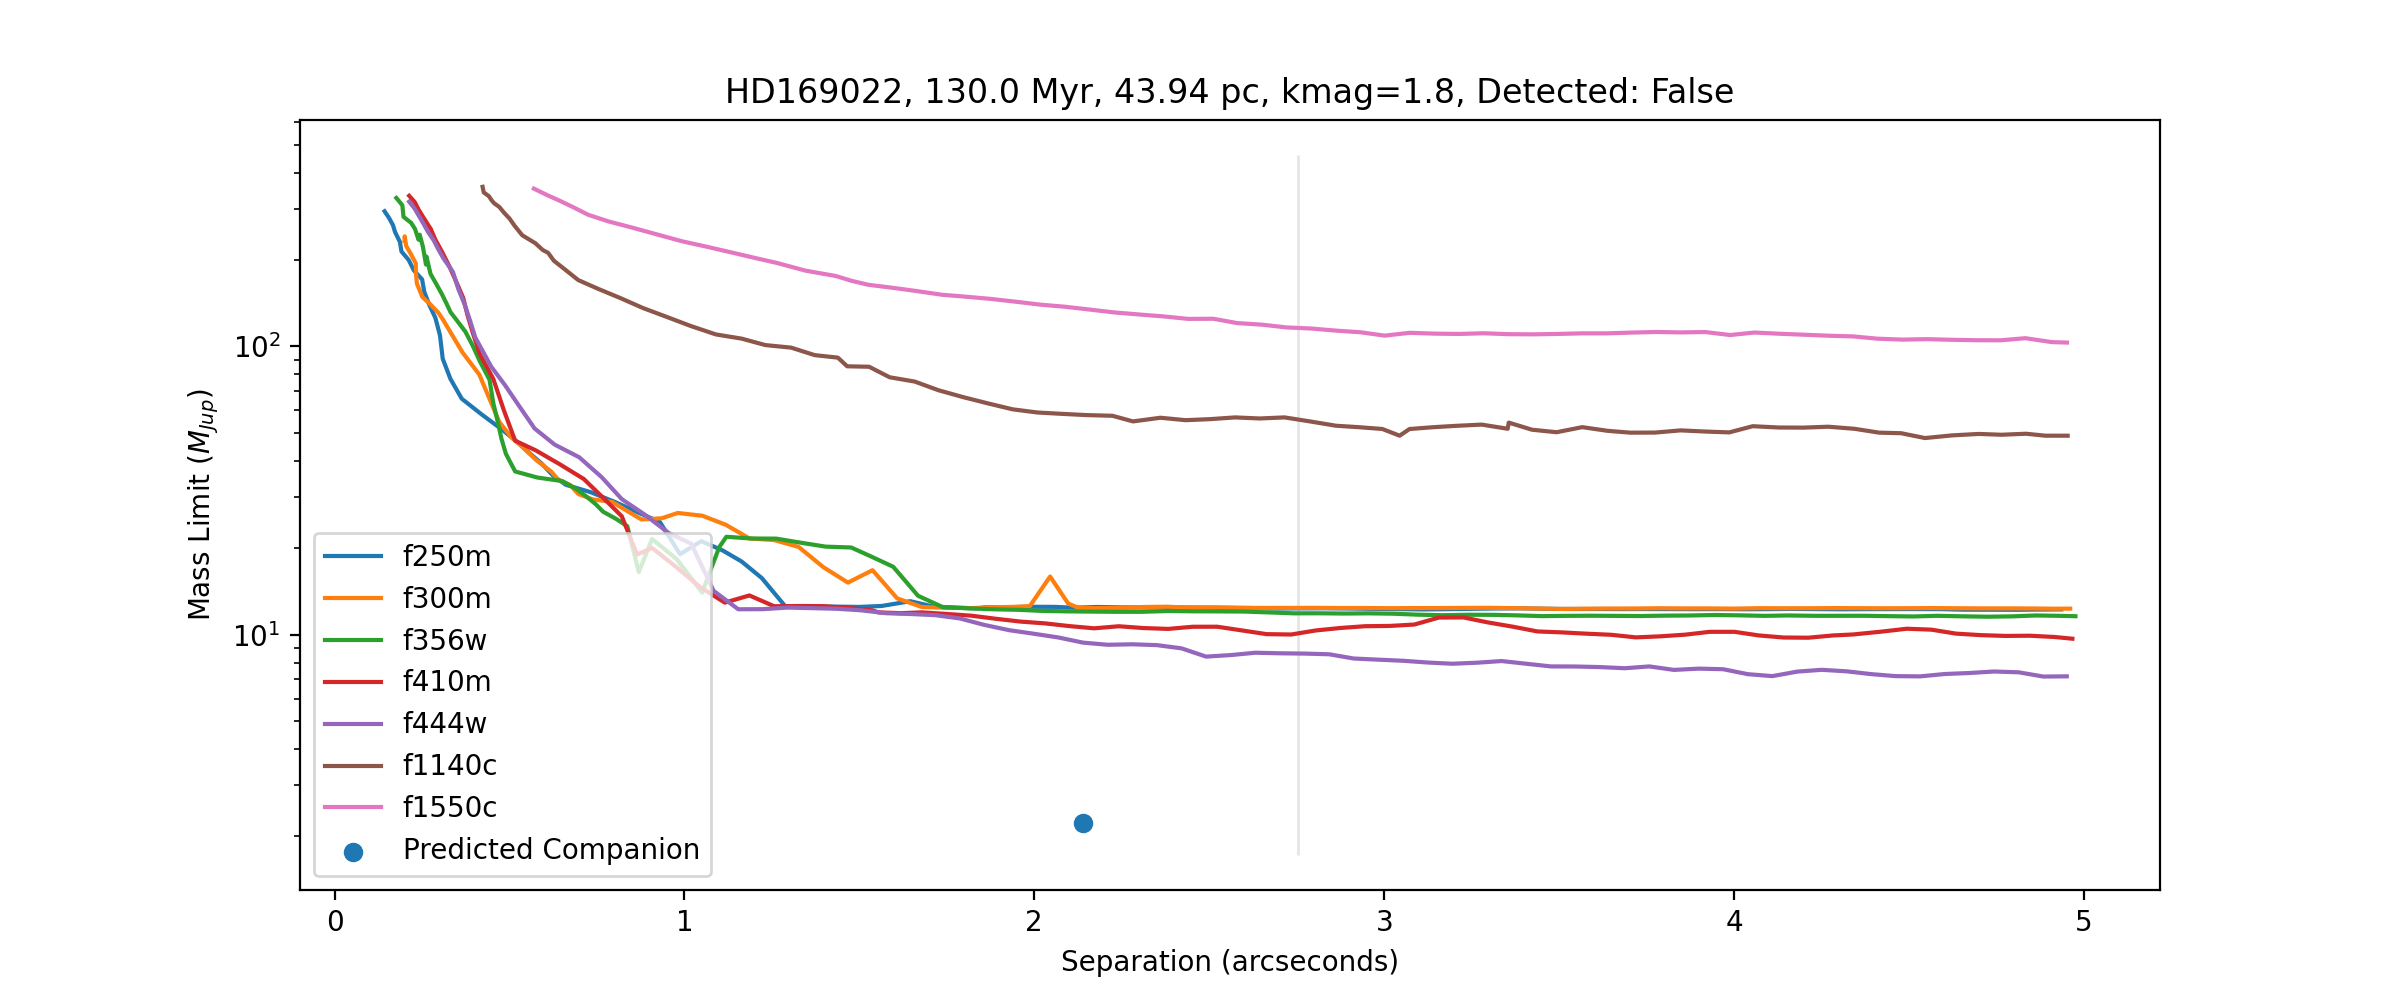 HD169022, 130.0 Myr, 43.94 pc, kmag=1.8, Detected: False
Mass Limit (M_Jup)
10²
10¹
f250m
f300m
f356w
f410m
f444w
f1140c
f1550c
Predicted Companion
0 1 2 3 4 5
Separation (arcseconds)